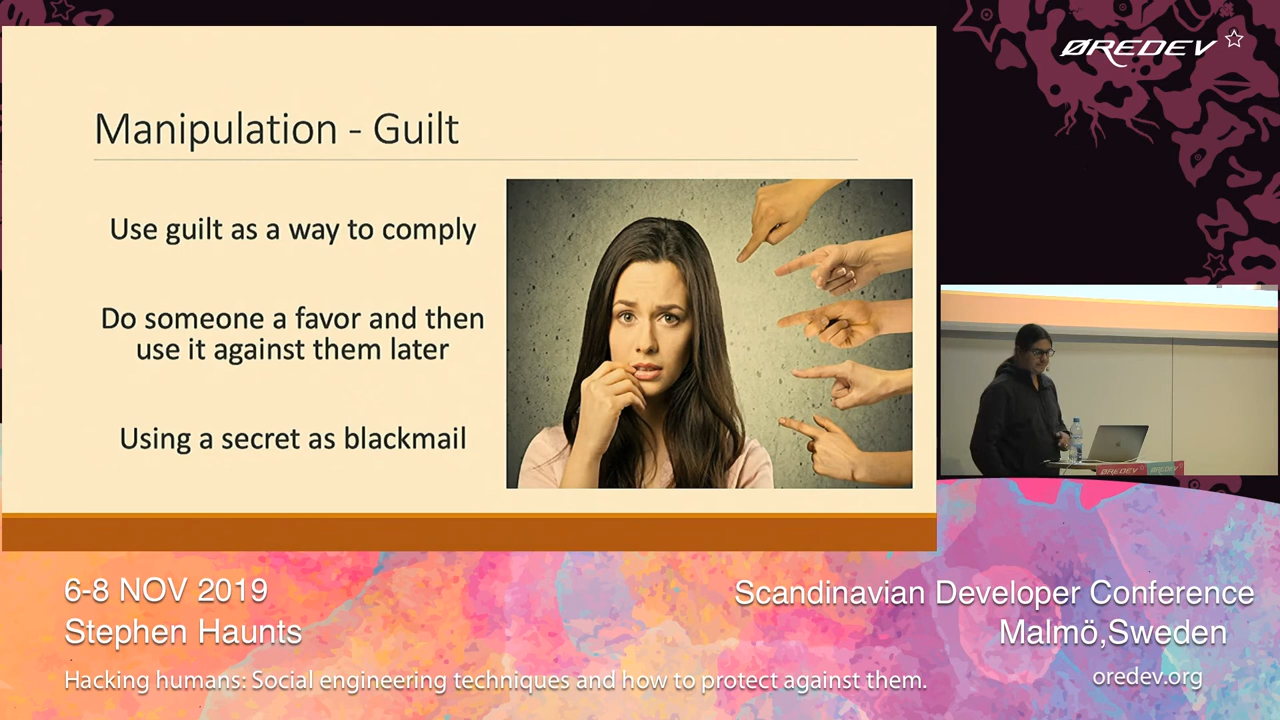 ØREDEV
Manipulation - Guilt
Use guilt as a way to comply
Do someone a favor and then
use it against them later
Using a secret as blackmail
ØREDEV
ØREDEV
6-8 NOV 2019
Stephen Haunts
Hacking humans: Social engineering techniques and how to protect against them.
Scandinavian Developer Conference
Malmö,Sweden
oredev.org